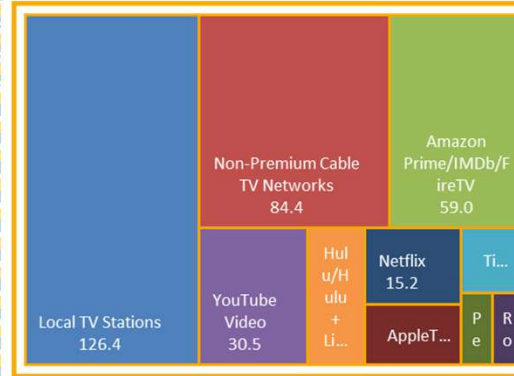 Local TV Stations
126.4
Non-Premium Cable
TV Networks
84.4
Amazon
Prime/IMDb/F
ireTV
59.0
YouTube
Video
30.5
Hul
u/H
ulu
+
Li...
Netflix
15.2
AppleT...
Ti...
P
e
R
o